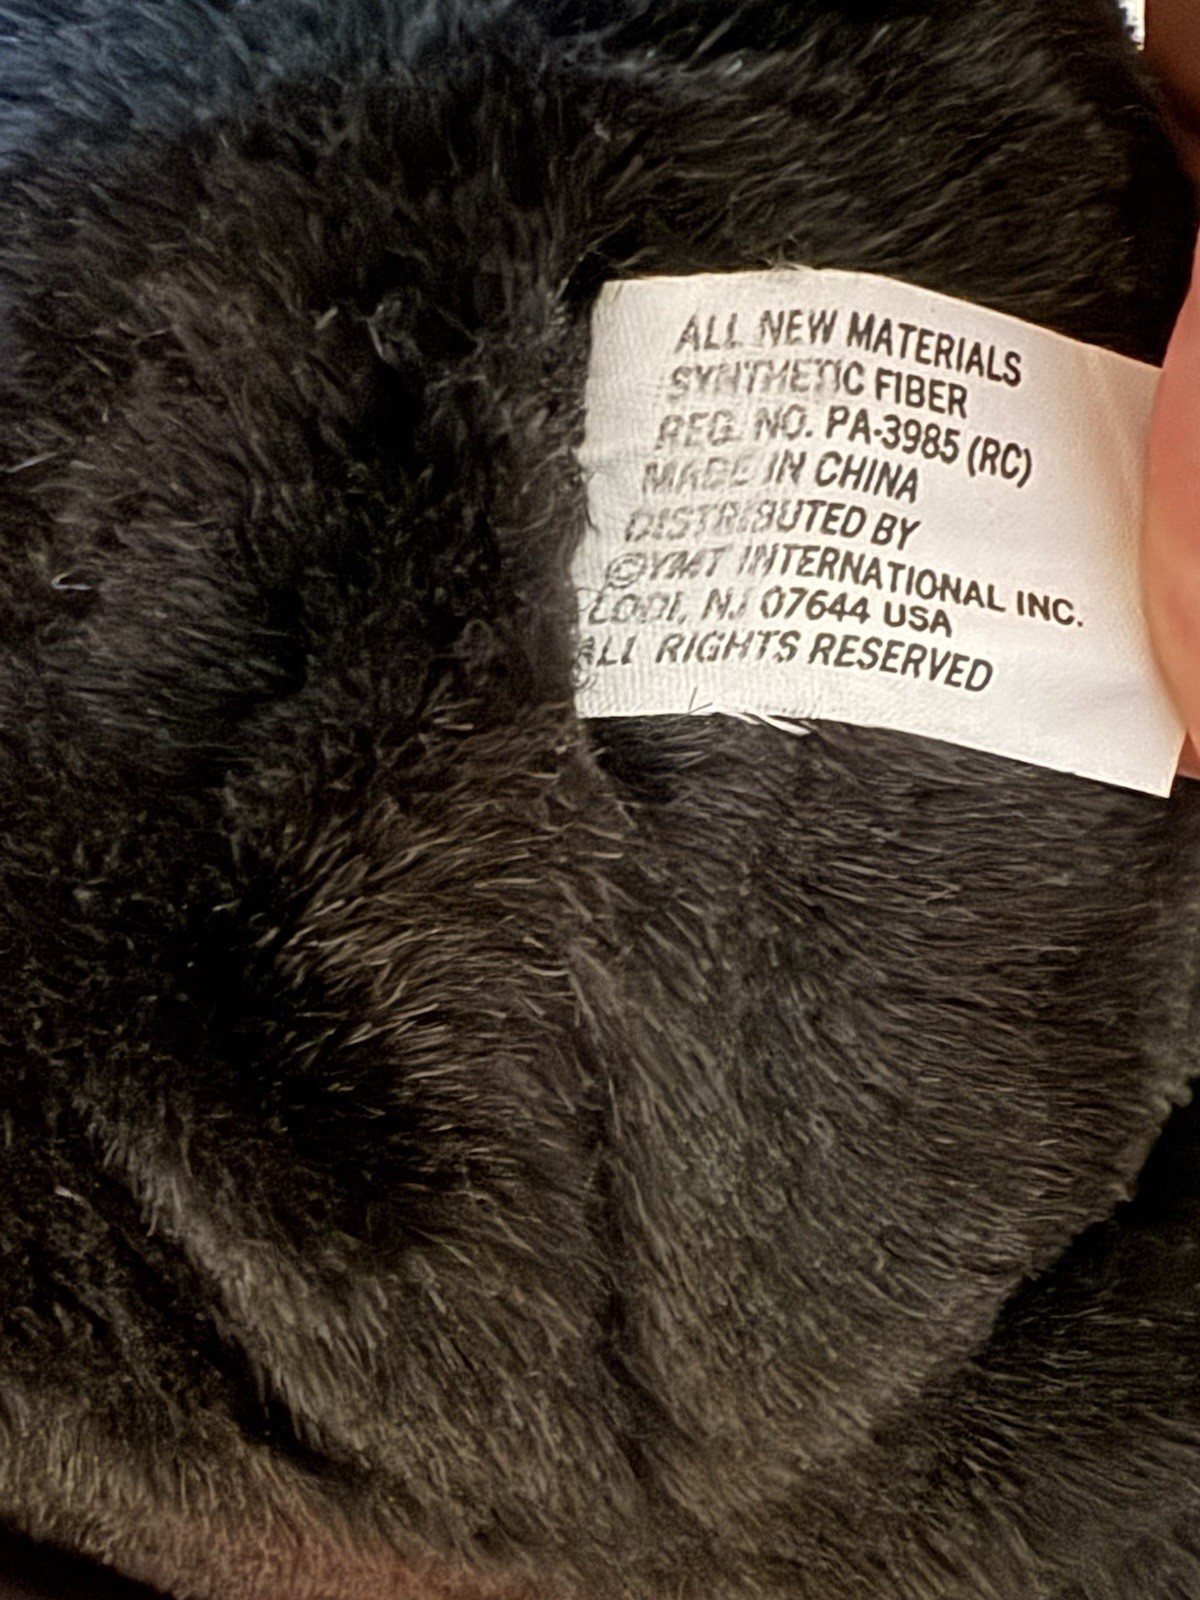 ALL NEW MATERIALS
SYNTHETIC FIBER
REG. NO. PA-3985 (RC)
MADE IN CHINA
DISTRIBUTED BY
©YMT INTERNATIONAL INC.
LODI, NJ 07644 USA
ALL RIGHTS RESERVED